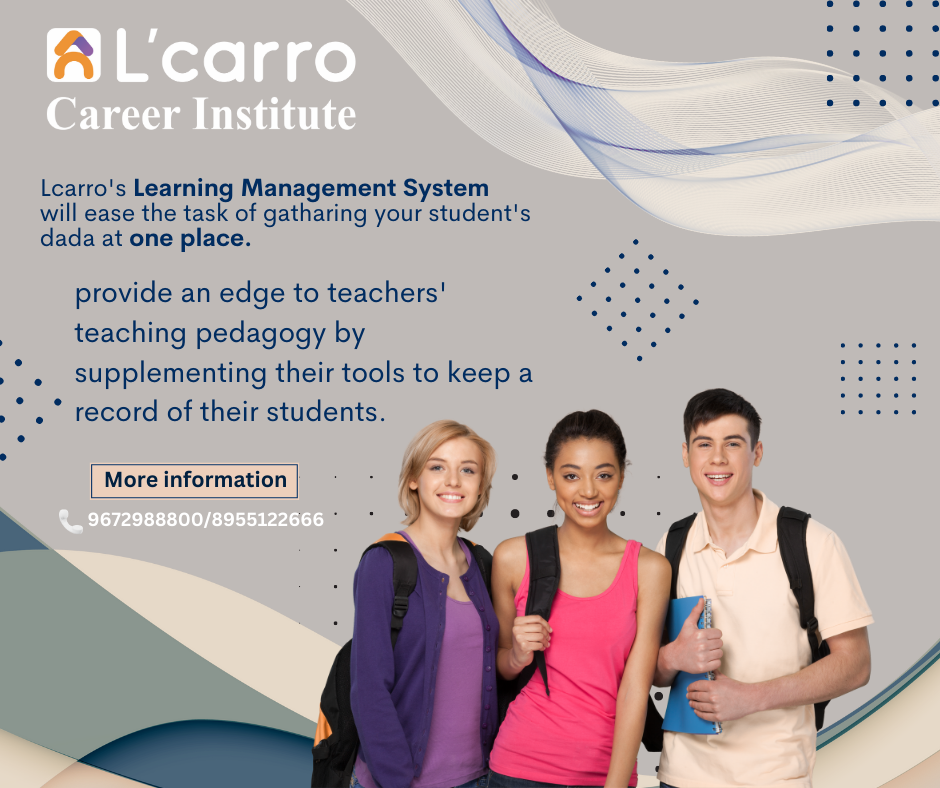 L'carro
Career Institute
Lcarro's Learning Management System
will ease the task of gatharing your student's
dada at one place.
provide an edge to teachers'
teaching pedagogy by
supplementing their tools to keep a
record of their students.
More information
9672988800/8955122666